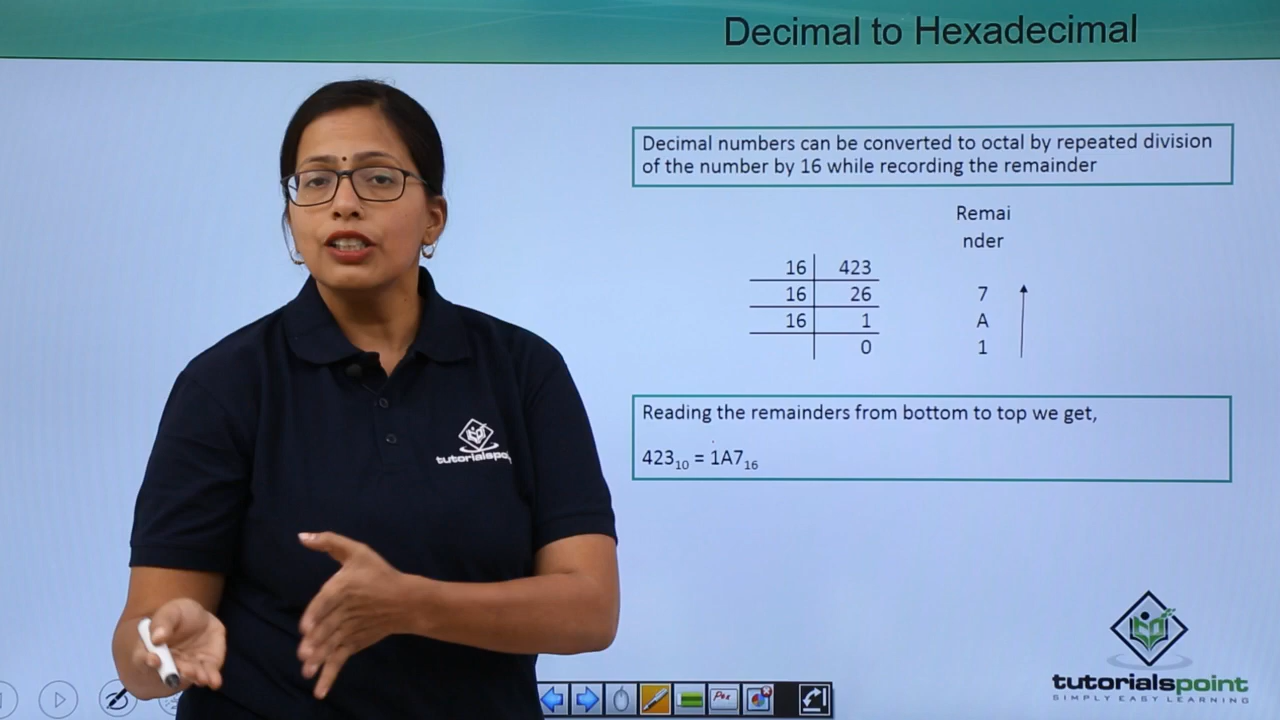 Decimal to Hexadecimal
Decimal numbers can be converted to octal by repeated division
of the number by 16 while recording the remainder
Remai
nder
16 423
16 26 7
16 1 A
0 1
Reading the remainders from bottom to top we get,
423₁₀ = 1A7₁₆
tutorialspoi
Pen
tutorialspoint
SIMPLY EASY LEARNING